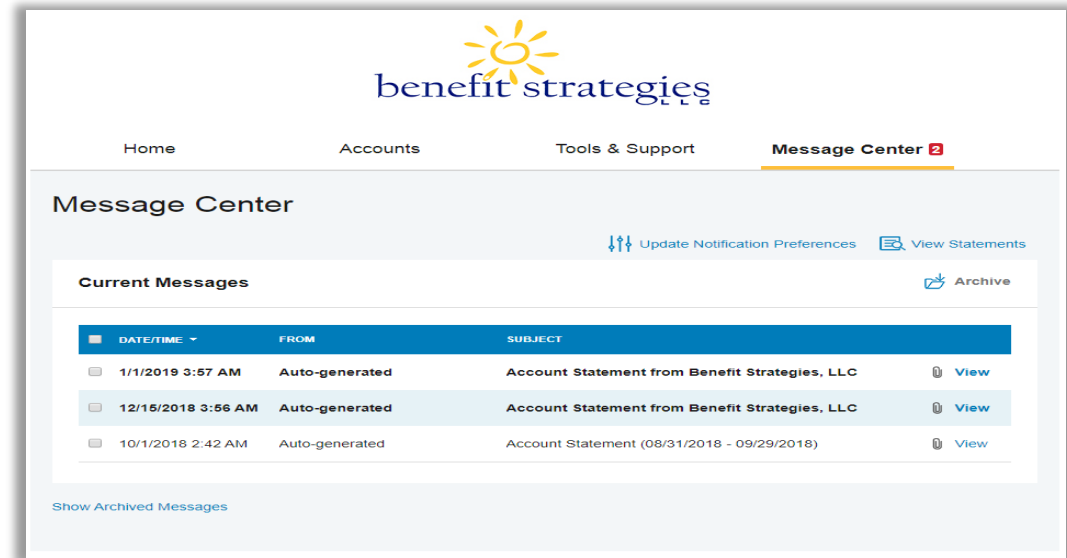 benefit strategies
LLC
Home Accounts Tools & Support Message Center 2
Message Center
Update Notification Preferences View Statements
Current Messages Archive
DATE/TIME FROM SUBJECT
1/1/2019 3:57 AM Auto-generated Account Statement from Benefit Strategies, LLC View
12/15/2018 3:56 AM Auto-generated Account Statement from Benefit Strategies, LLC View
10/1/2018 2:42 AM Auto-generated Account Statement (08/31/2018 - 09/29/2018) View
Show Archived Messages